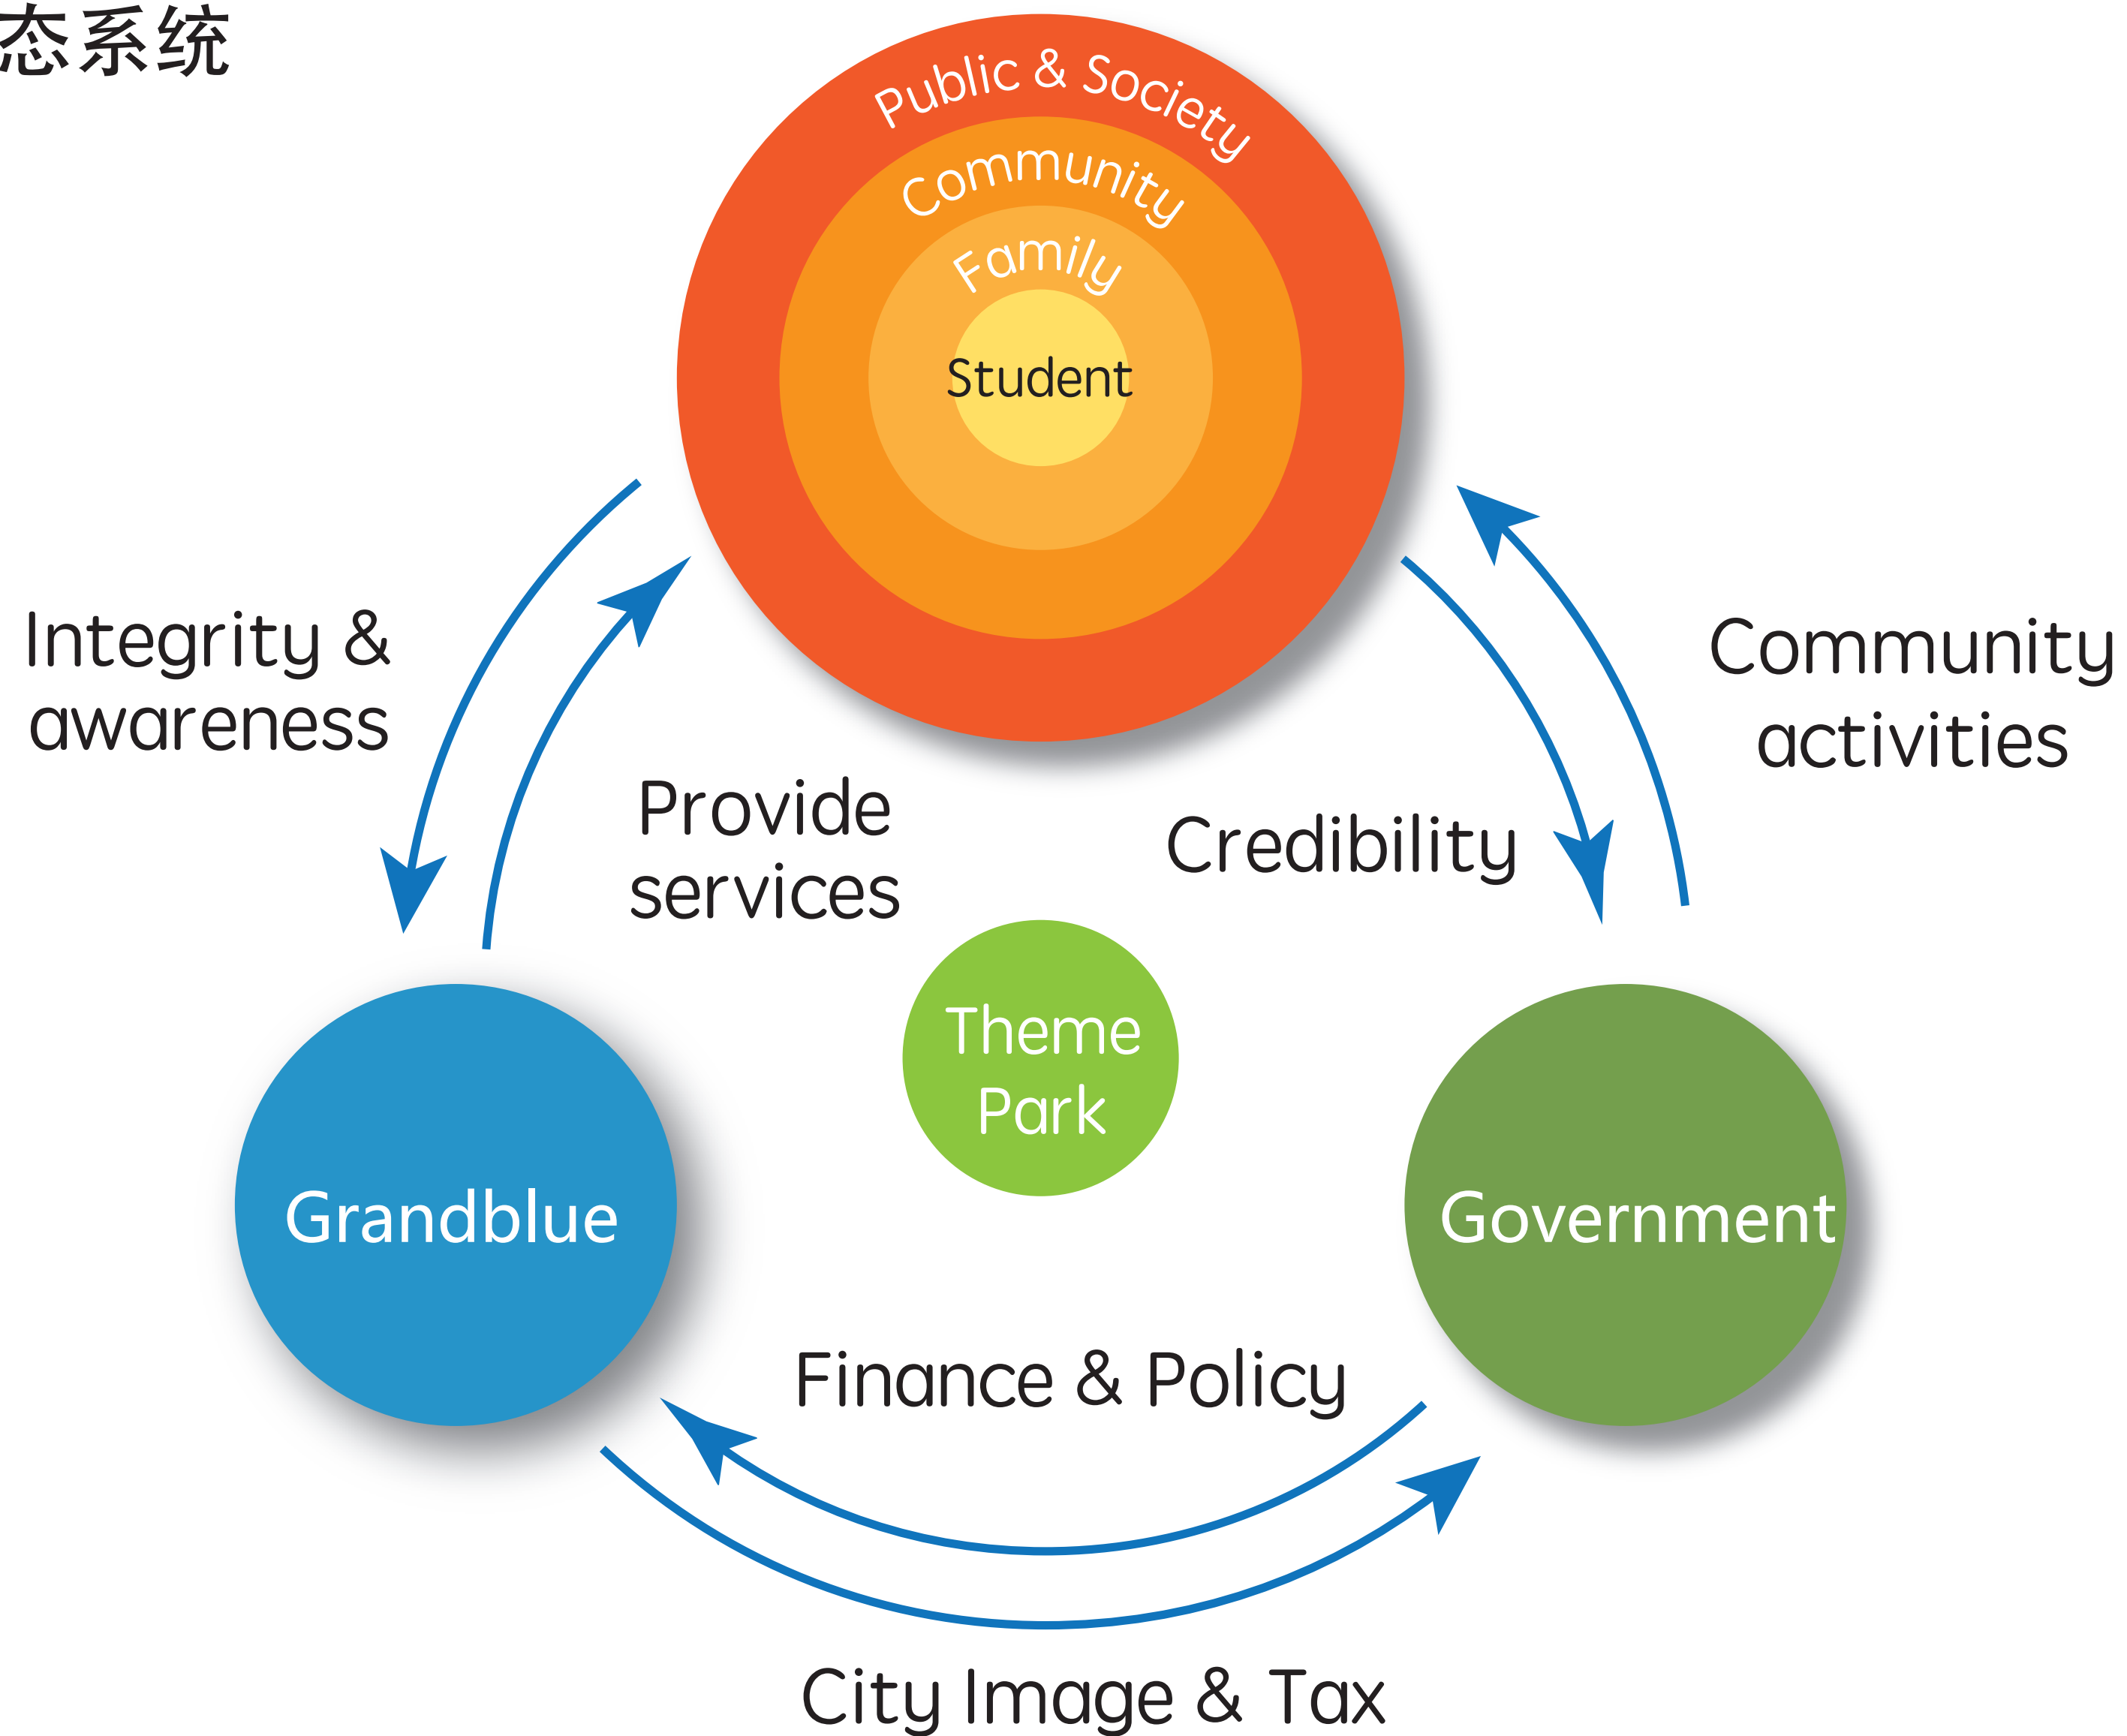 态系统
Public & Society
Community
Family
Student
Integrity &
awareness
Community
activities
Provide
services
Credibility
Theme
Park
Grandblue
Government
Finance & Policy
City Image & Tax